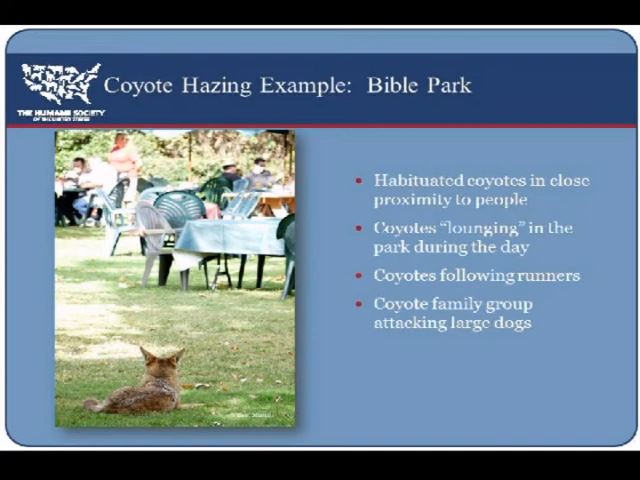 Coyote Hazing Example: Bible Park
THE HUMANE SOCIETY
OF THE UNITED STATES
Habituated coyotes in close
proximity to people
Coyotes “lounging” in the
park during the day
Coyotes following runners
Coyote family group
attacking large dogs